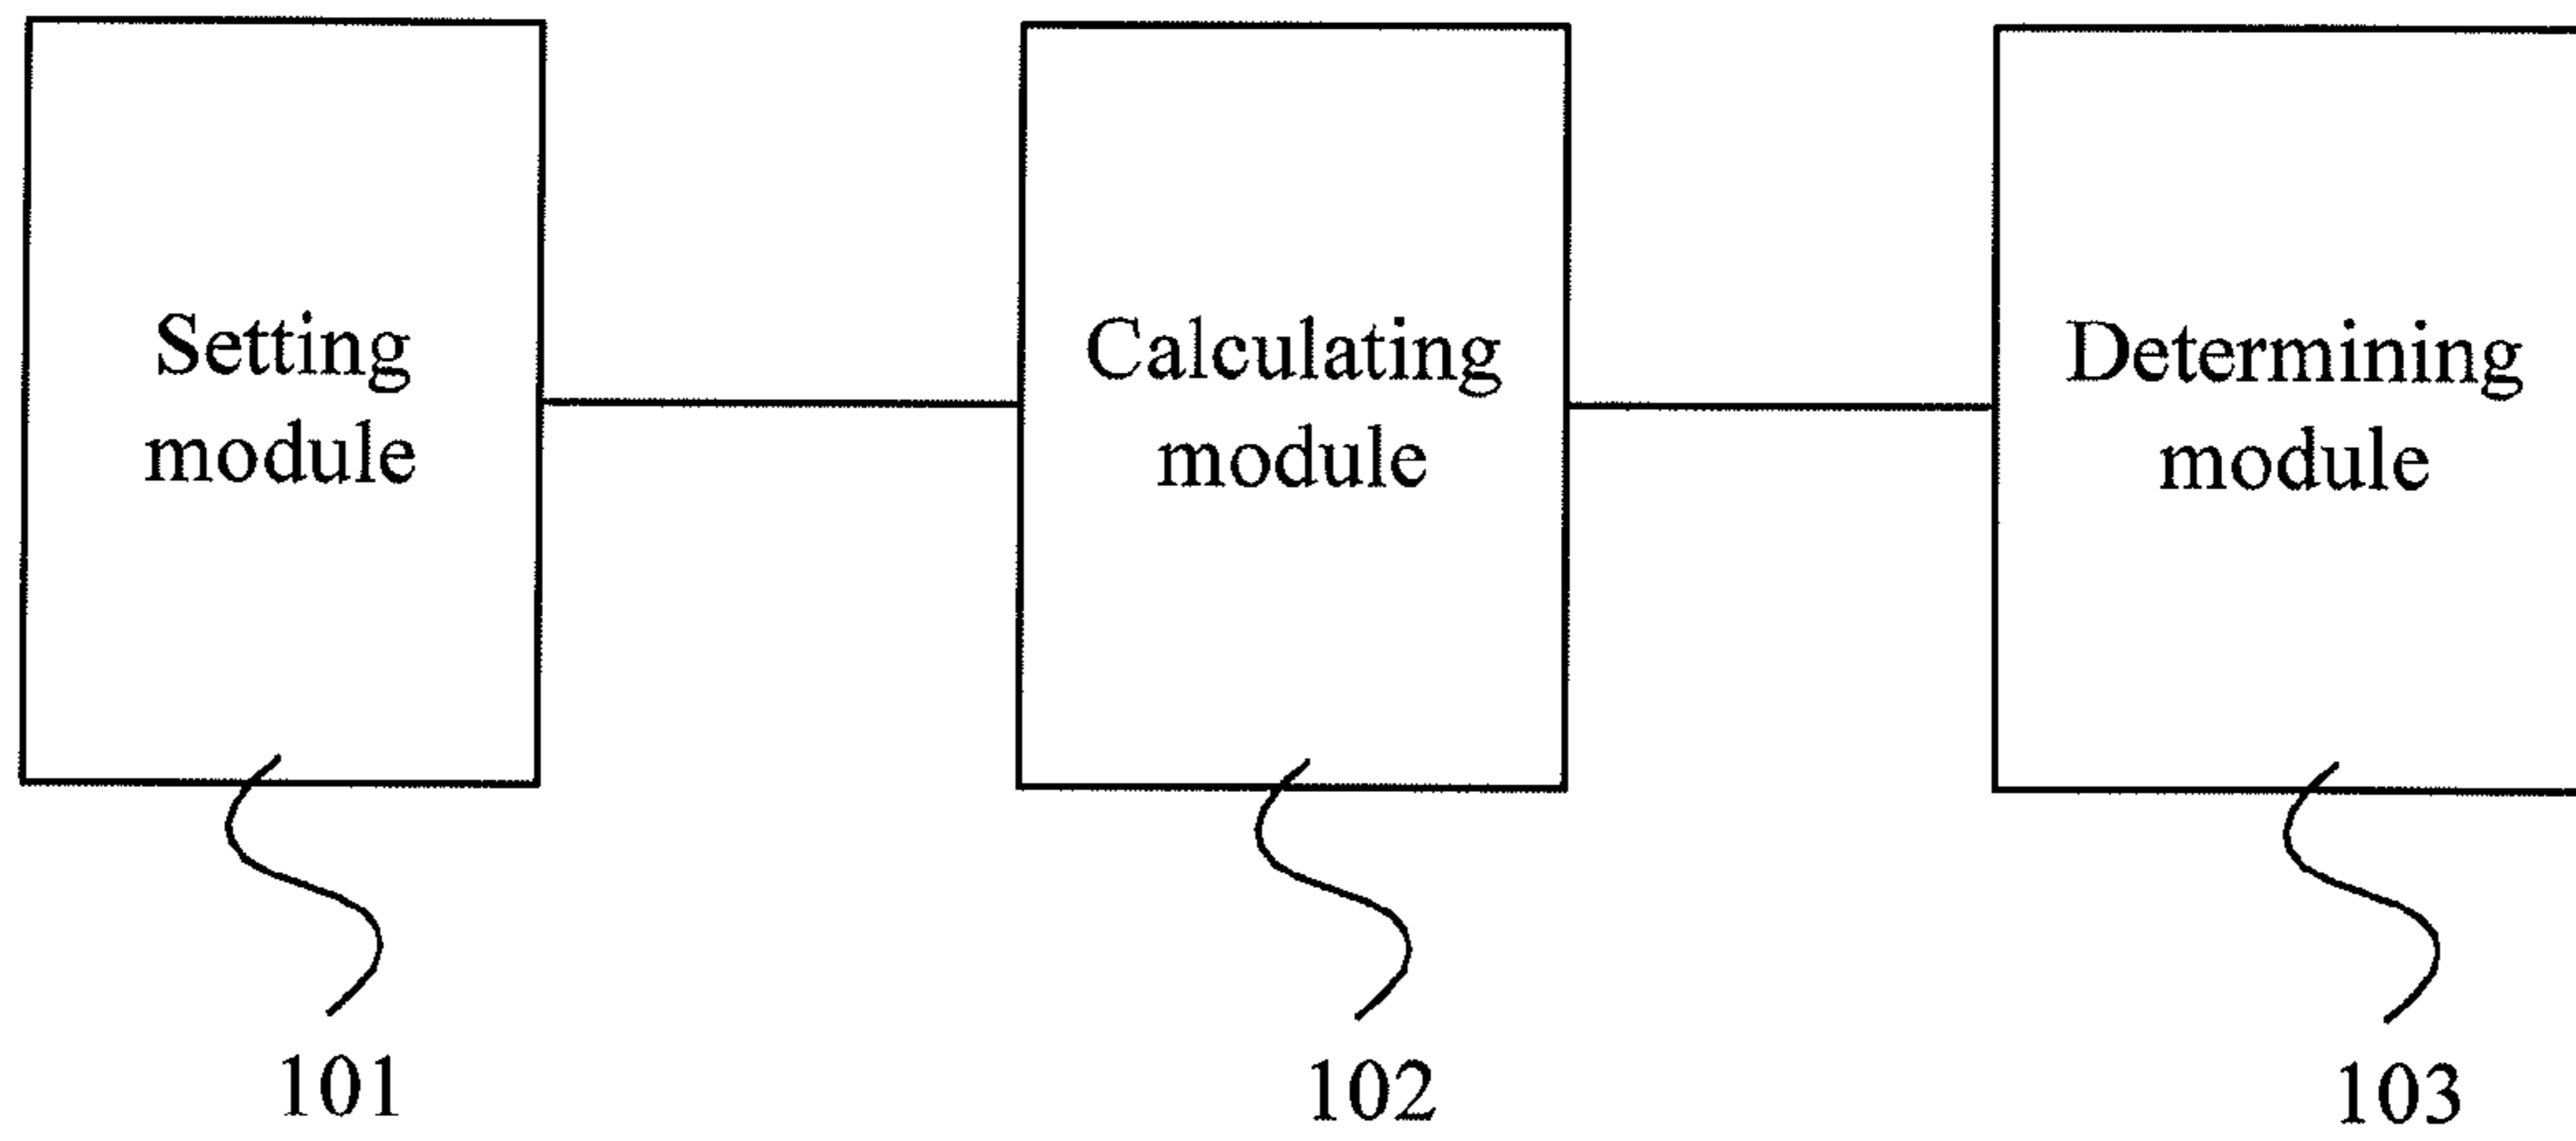 Setting
module
Calculating
module
Determining
module
101
102
103